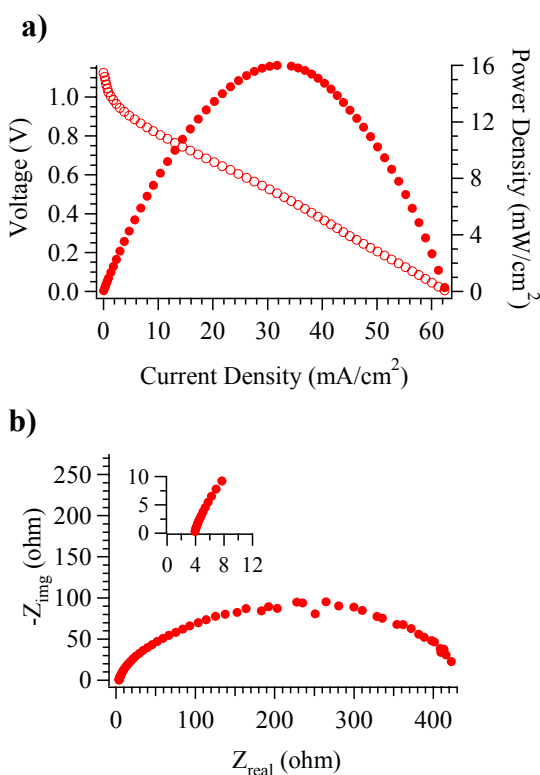 a)
1.0
0.8
0.6
0.4
0.2
0.0
Voltage (V)
16
12
8
4
0
Power Density (mW/cm²)
0 10 20 30 40 50 60
Current Density (mA/cm²)
b)
250
200
150
100
50
0
-Z_img (ohm)
10
5
0
0 4 8 12
0 100 200 300 400
Z_real (ohm)